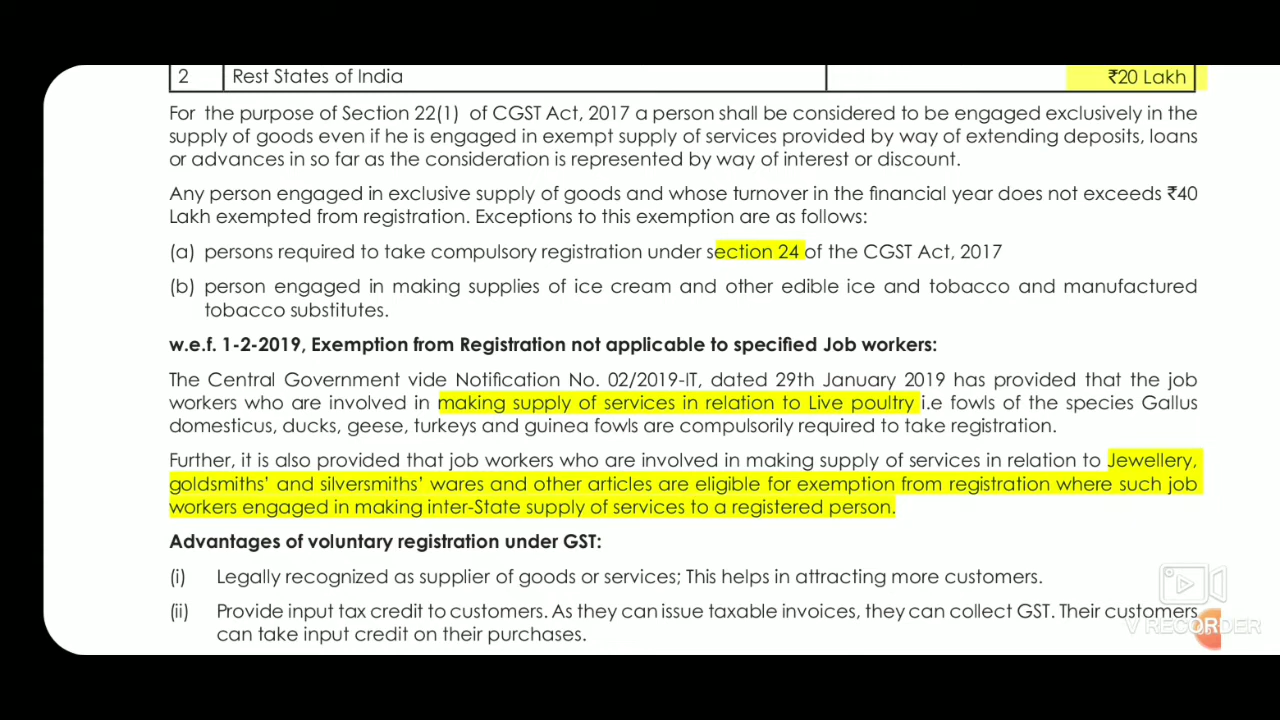 2 Rest States of India ₹20 Lakh
For the purpose of Section 22(1) of CGST Act, 2017 a person shall be considered to be engaged exclusively in the
supply of goods even if he is engaged in exempt supply of services provided by way of extending deposits, loans
or advances in so far as the consideration is represented by way of interest or discount.
Any person engaged in exclusive supply of goods and whose turnover in the financial year does not exceeds ₹40
Lakh exempted from registration. Exceptions to this exemption are as follows:
(a) persons required to take compulsory registration under section 24 of the CGST Act, 2017
(b) person engaged in making supplies of ice cream and other edible ice and tobacco and manufactured
tobacco substitutes.
w.e.f. 1-2-2019, Exemption from Registration not applicable to specified Job workers:
The Central Government vide Notification No. 02/2019-IT, dated 29th January 2019 has provided that the job
workers who are involved in making supply of services in relation to Live poultry i.e fowls of the species Gallus
domesticus, ducks, geese, turkeys and guinea fowls are compulsorily required to take registration.
Further, it is also provided that job workers who are involved in making supply of services in relation to Jewellery,
goldsmiths' and silversmiths' wares and other articles are eligible for exemption from registration where such job
workers engaged in making inter-State supply of services to a registered person.
Advantages of voluntary registration under GST:
(i) Legally recognized as supplier of goods or services; This helps in attracting more customers.
(ii) Provide input tax credit to customers. As they can issue taxable invoices, they can collect GST. Their customers
can take input credit on their purchases.
V RECORDER